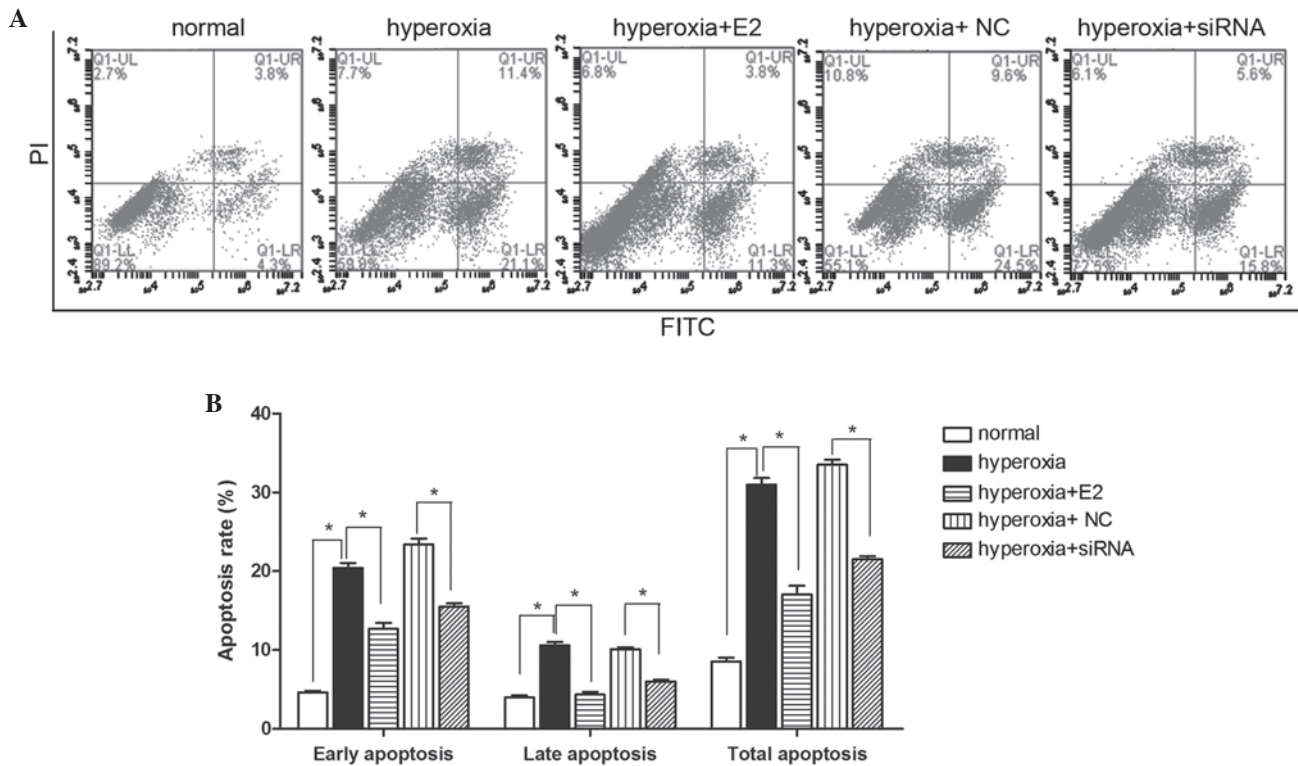 A
normal
hyperoxia
hyperoxia+E2
hyperoxia+ NC
hyperoxia+siRNA
PI
Q1-UL
2.7%
Q1-UR
3.8%
Q1-LL
Q1-LR
4.3%
Q1-UL
7.7%
Q1-UR
11.4%
Q1-LL
Q1-LR
21.1%
Q1-UL
6.8%
Q1-UR
3.8%
Q1-LR
11.3%
Q1-UL
10.8%
Q1-UR
9.6%
Q1-LL
55.1%
Q1-LR
24.5%
Q1-UL
6.1%
Q1-UR
5.6%
Q1-LR
15.8%
FITC
B
Apoptosis rate (%)
40
30
20
10
0
* * * * * * * * *
Early apoptosis
Late apoptosis
Total apoptosis
normal
hyperoxia
hyperoxia+E2
hyperoxia+ NC
hyperoxia+siRNA